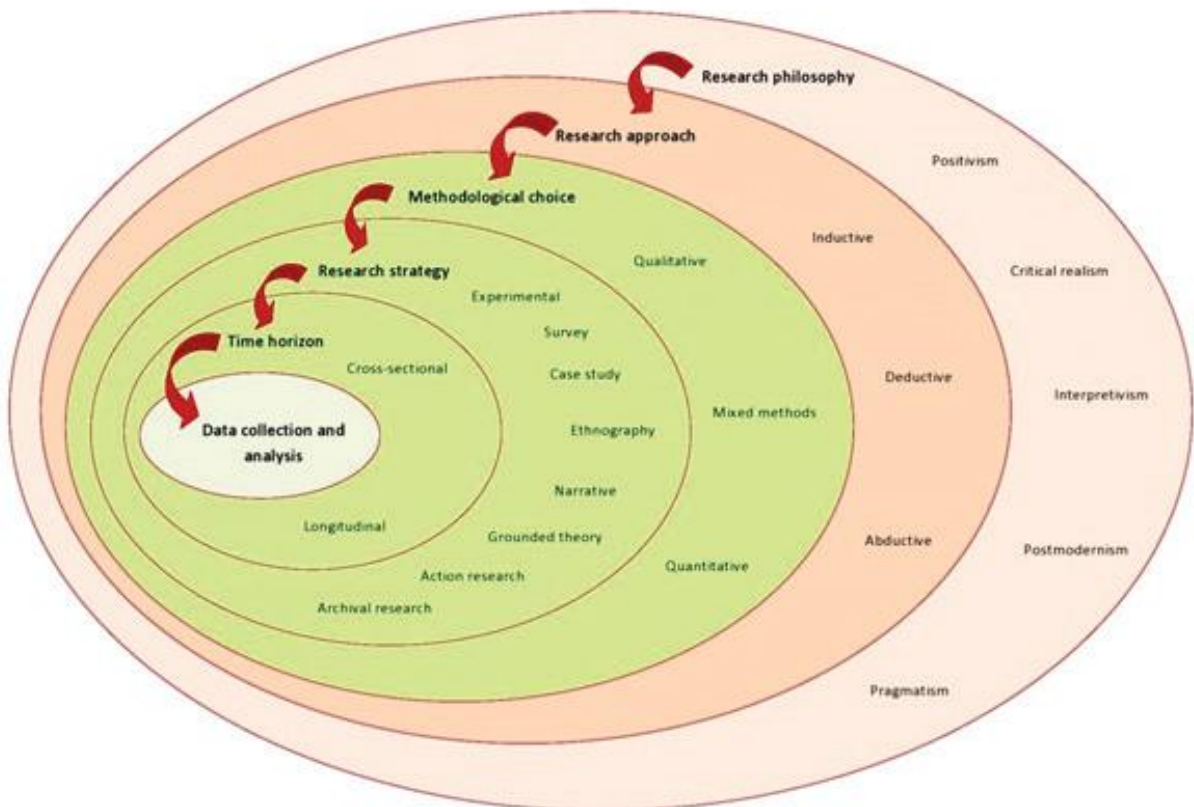 Research philosophy
Research approach
Positivism
Methodological choice
Inductive
Qualitative
Critical realism
Research strategy
Experimental
Survey
Time horizon
Cross-sectional
Case study
Deductive
Interpretivism
Mixed methods
Data collection and
analysis
Ethnography
Narrative
Longitudinal
Grounded theory
Abductive
Postmodernism
Quantitative
Action research
Archival research
Pragmatism